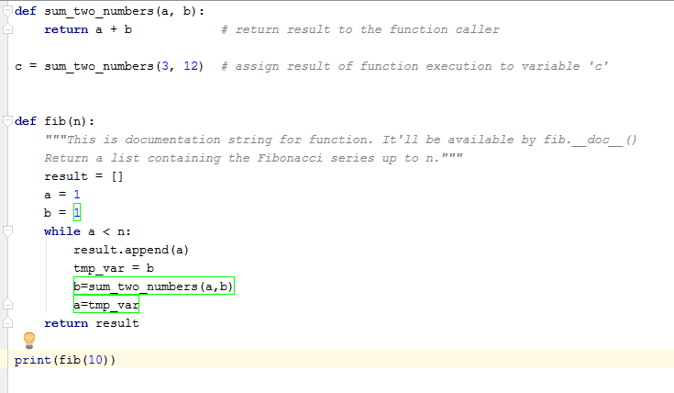 def sum_two_numbers(a, b):
    return a + b            # return result to the function caller
c = sum_two_numbers(3, 12)  # assign result of function execution to variable 'c'
def fib(n):
    """This is documentation string for function. It'll be available by fib.__doc__()
    Return a list containing the Fibonacci series up to n."""
    result = []
    a = 1
    b = 1
    while a < n:
        result.append(a)
        tmp_var = b
        b=sum_two_numbers(a,b)
        a=tmp_var
    return result
print(fib(10))